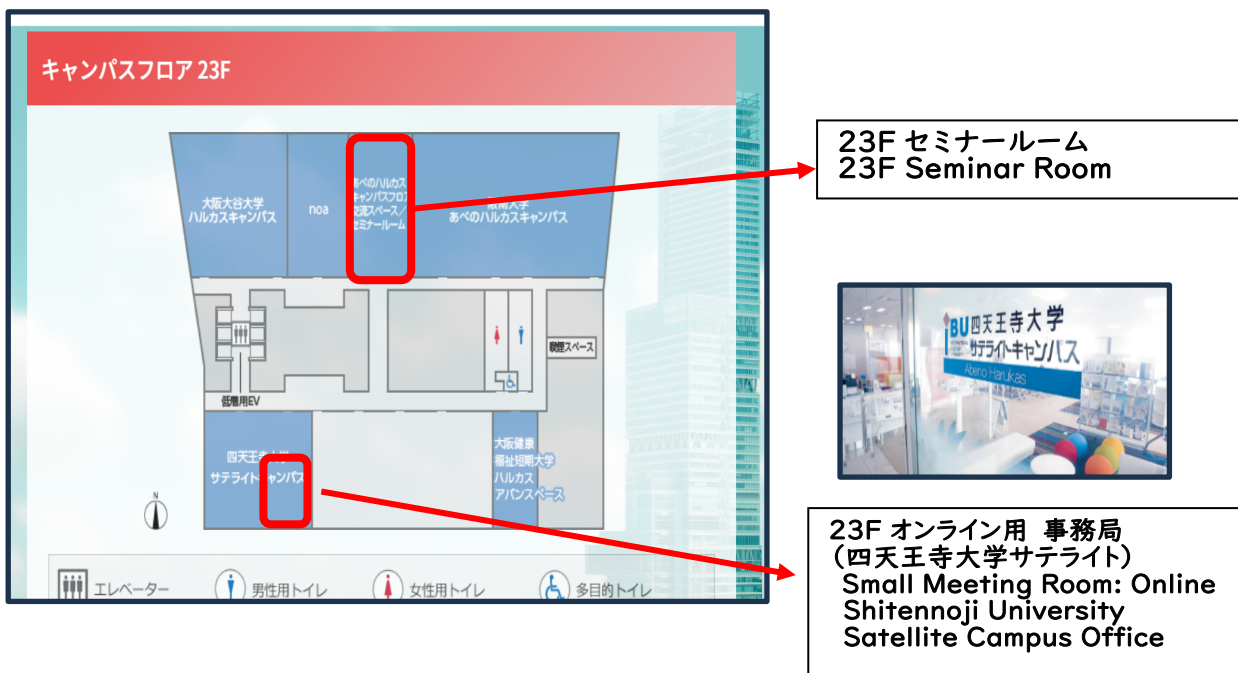 キャンパスフロア 23F
大阪大谷大学
ハルカスキャンパス
noa
あべのハルカス
キャンパスフロア
交流スペース/
セミナールーム
阪南大学
あべのハルカスキャンパス
喫煙スペース
低層用EV
四天王寺大学
サテライトキャンパス
大阪健康
福祉短期大学
ハルカス
アバンスペース
N
エレベーター
男性用トイレ
女性用トイレ
多目的トイレ
23F セミナールーム
23F Seminar Room
iBU四天王寺大学
サテライトキャンパス
Abeno Harukas
23F オンライン用 事務局
(四天王寺大学サテライト)
Small Meeting Room: Online
Shitennoji University
Satellite Campus Office